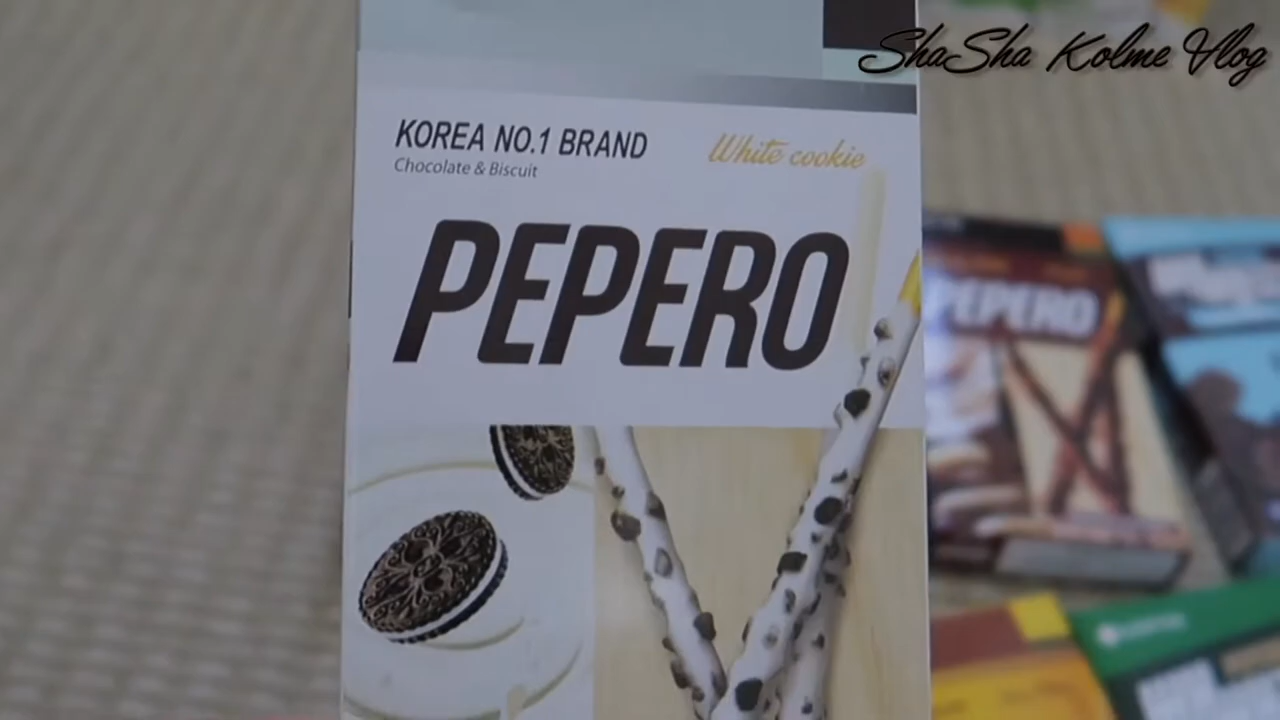 ShaSha Kolme Vlog
KOREA NO.1 BRAND
Chocolate & Biscuit
White cookie
PEPERO
PEPERO